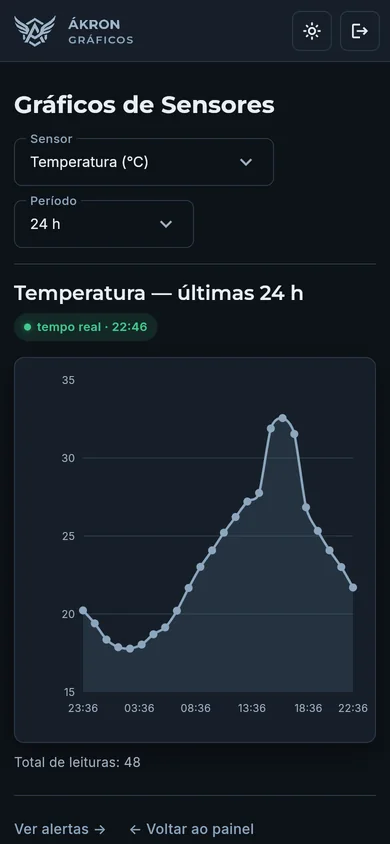 ÁKRON
GRÁFICOS
Gráficos de Sensores
Sensor
Temperatura (°C)
Período
24 h
Temperatura — últimas 24 h
tempo real · 22:46
35
30
25
20
15
23:36 03:36 08:36 13:36 18:36 22:36
Total de leituras: 48
Ver alertas → ← Voltar ao painel